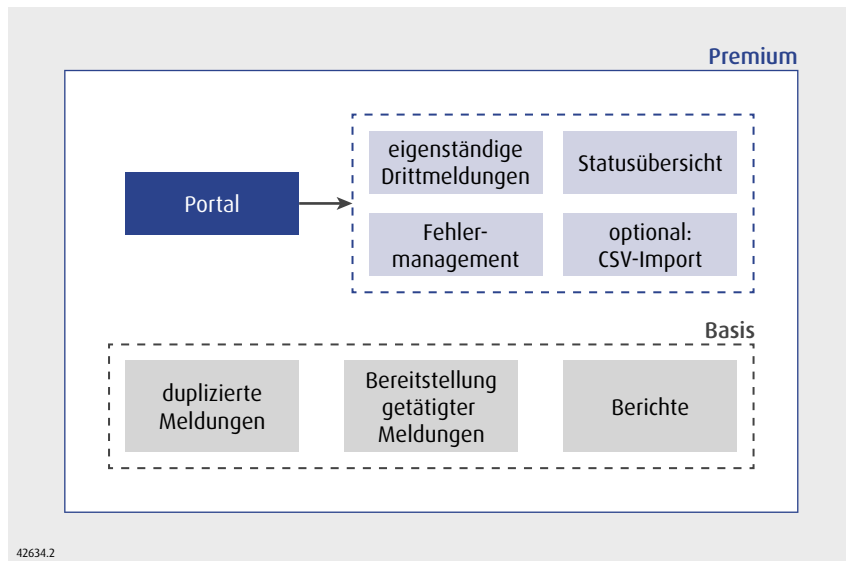 Premium
eigenständige
Drittmeldungen
Statusübersicht
Portal
Fehler-
management
optional:
CSV-Import
Basis
duplizierte
Meldungen
Bereitstellung
getätigter
Meldungen
Berichte
42634.2